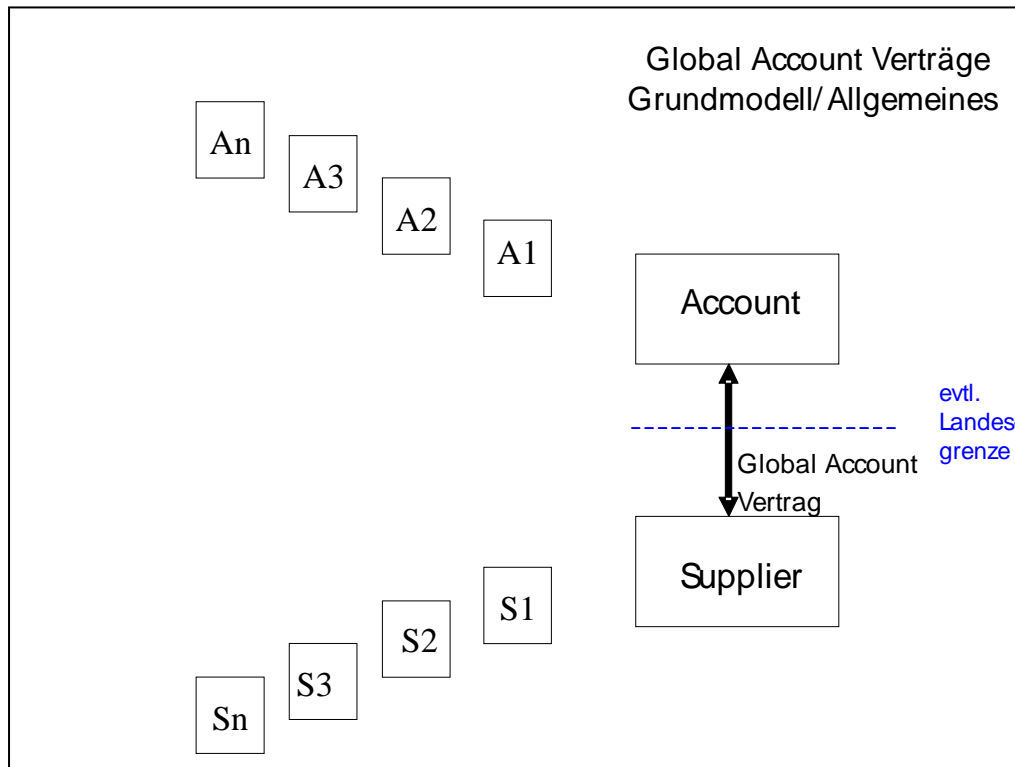 Global Account Verträge
Grundmodell/ Allgemeines
An
A3
A2
A1
Account
evtl.
Landes-
grenze
Global Account
Vertrag
Supplier
S1
S2
S3
Sn